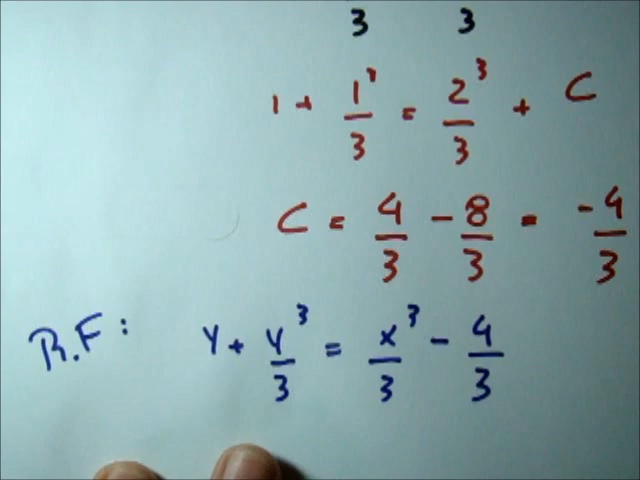 3 3
1 + 1³/3 = 2³/3 + C
C = 4/3 - 8/3 = -4/3
R.F: y + y³/3 = x³/3 - 4/3